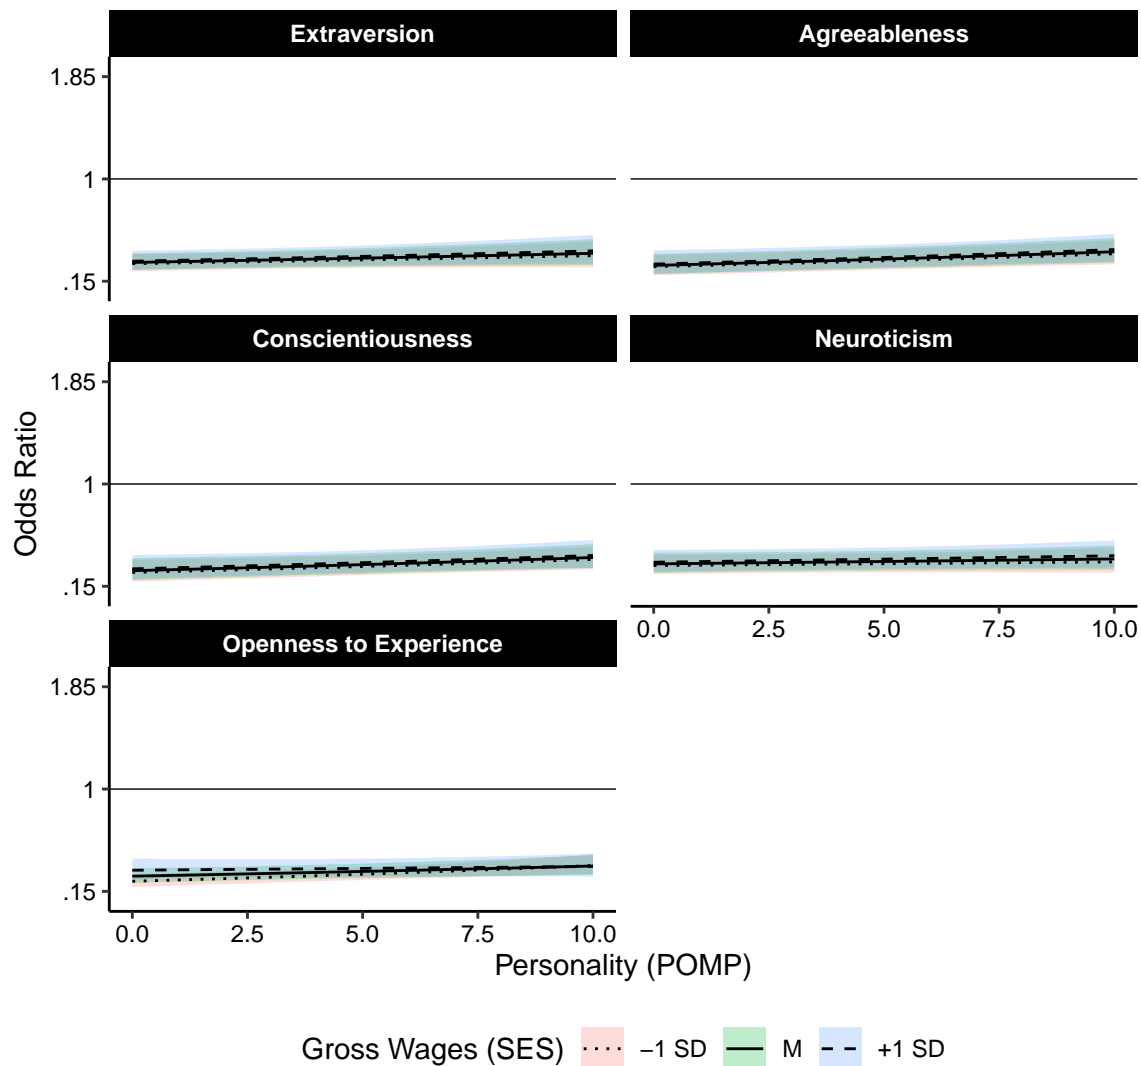 Extraversion
Agreeableness
1.85
1
.15
Conscientiousness
Neuroticism
1.85
1
.15
0.0 2.5 5.0 7.5 10.0
Openness to Experience
1.85
1
.15
0.0 2.5 5.0 7.5 10.0
Odds Ratio
Personality (POMP)
Gross Wages (SES) −1 SD M +1 SD